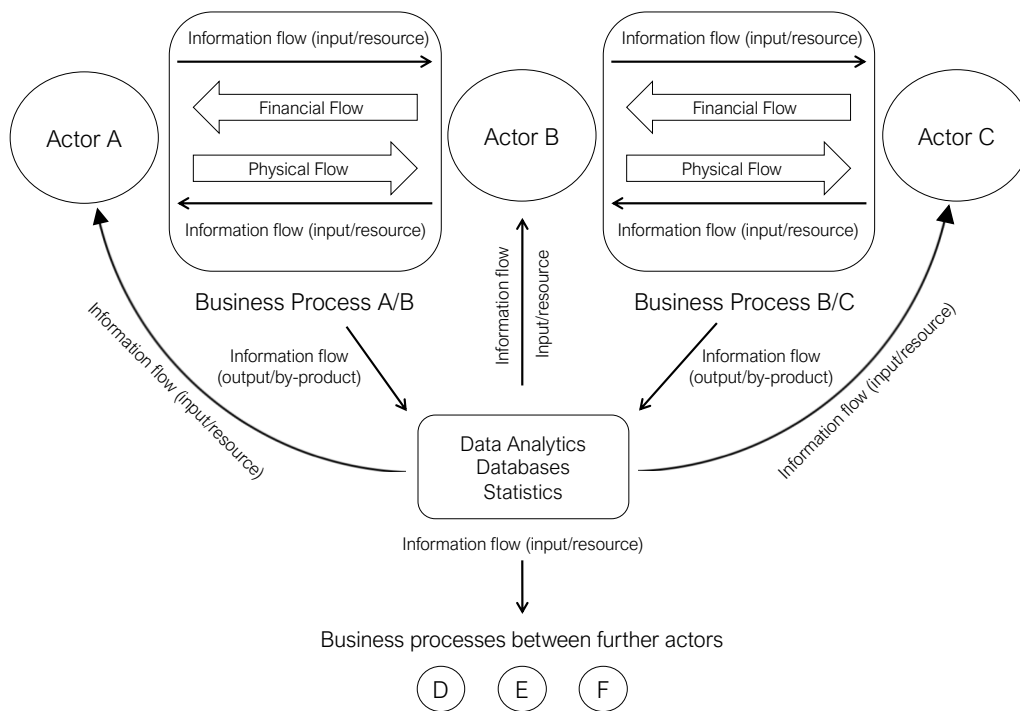 Information flow (input/resource)
Information flow (input/resource)
Financial Flow
Financial Flow
Actor A
Actor B
Actor C
Physical Flow
Physical Flow
Information flow (input/resource)
Information flow (input/resource)
Information flow
Input/resource
Business Process A/B
Business Process B/C
Information flow (input/resource)
Information flow
(output/by-product)
Information flow
(output/by-product)
Information flow (input/resource)
Data Analytics
Databases
Statistics
Information flow (input/resource)
Business processes between further actors
D
E
F